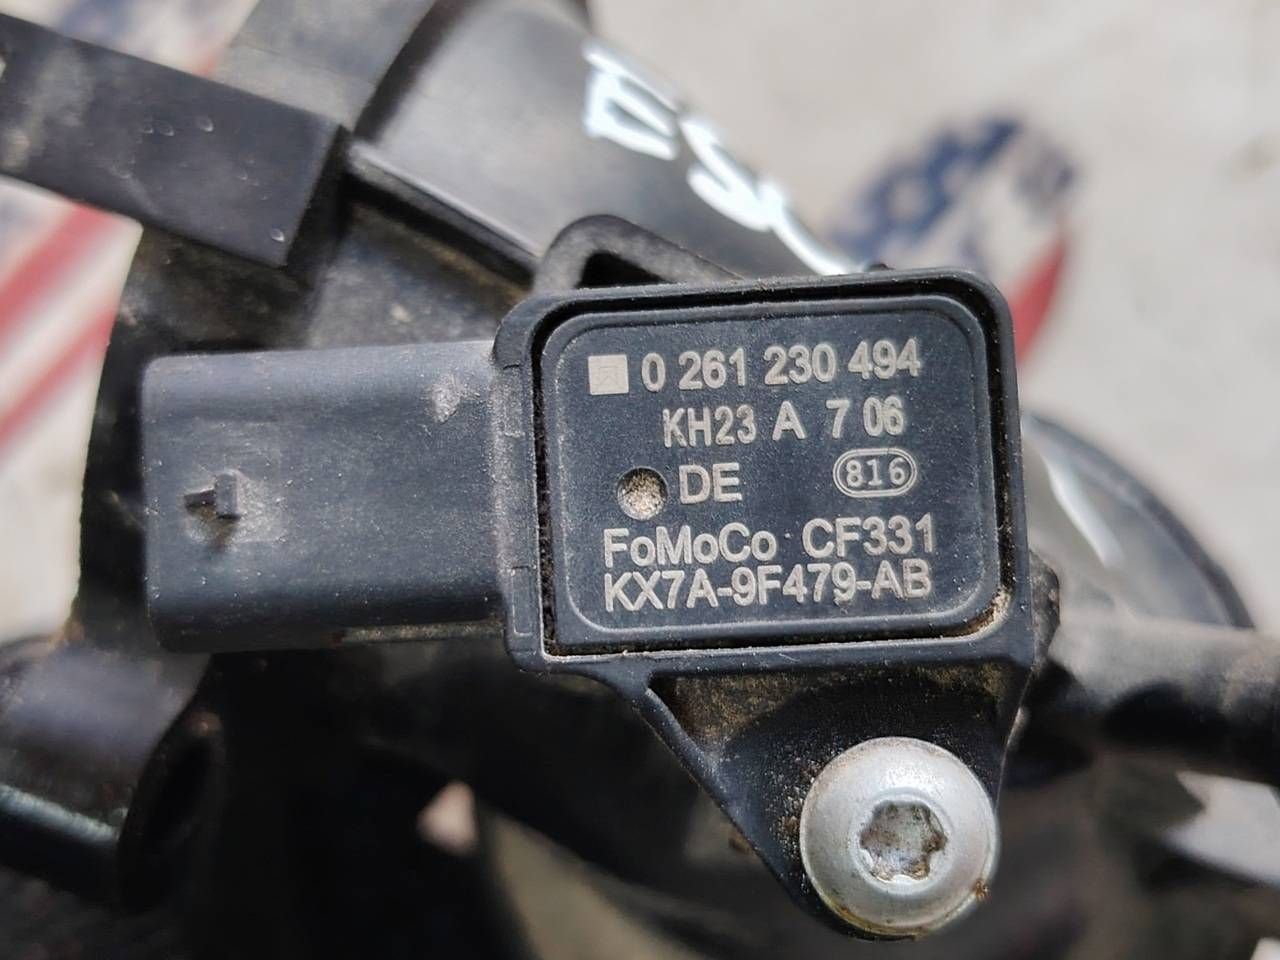 0 261 230 494
KH23 A 7 06
DE 816
FoMoCo CF331
KX7A-9F479-AB